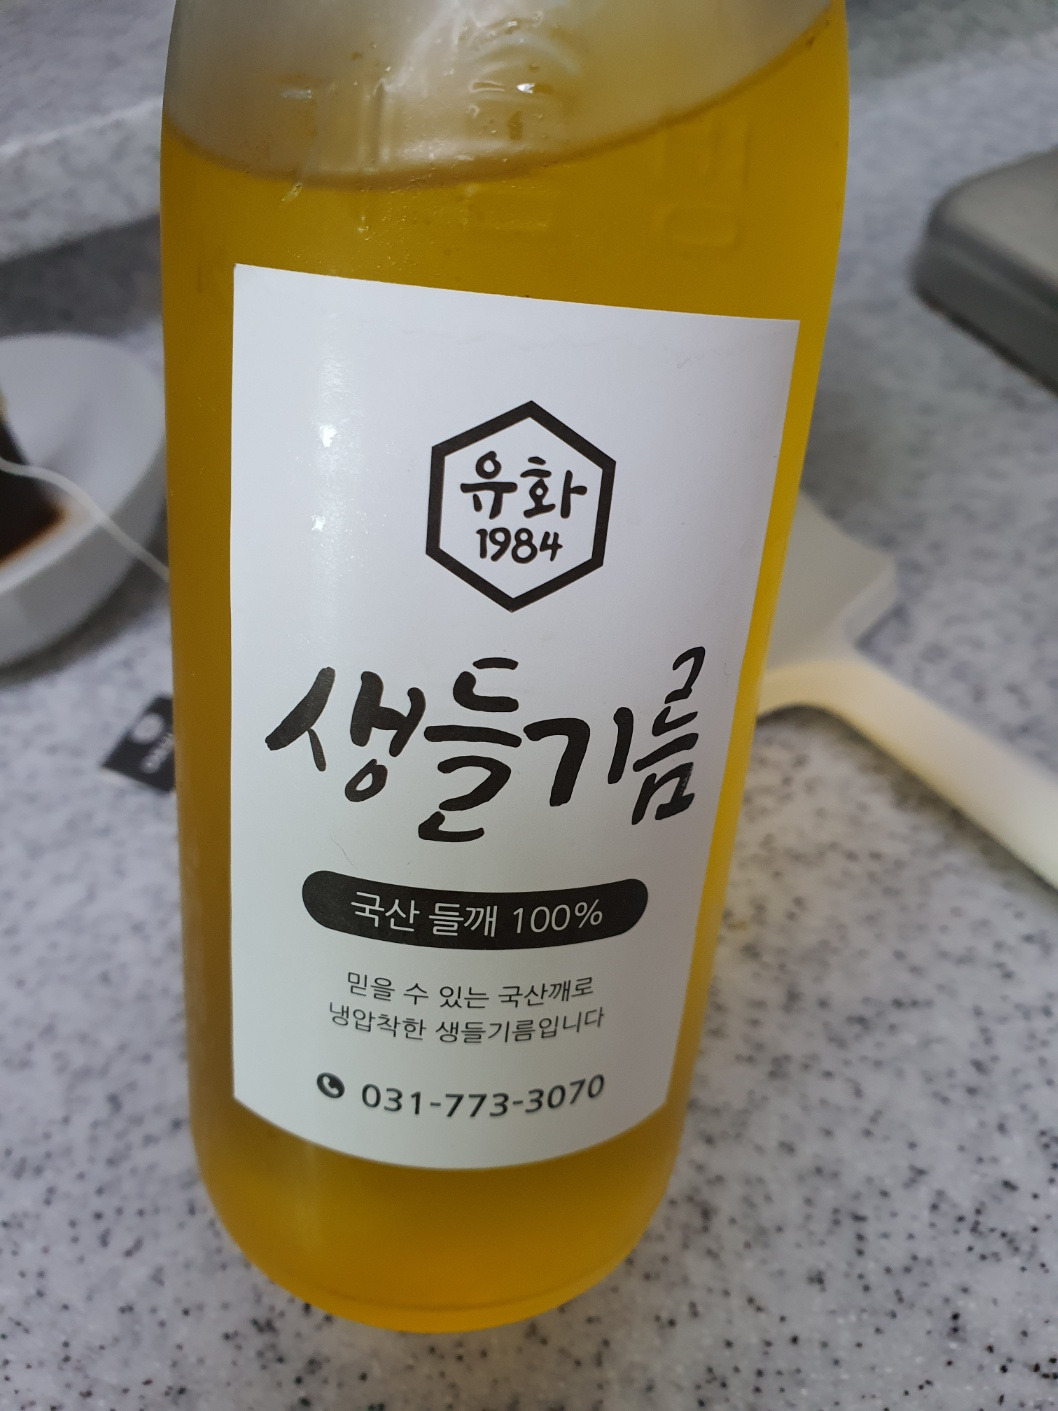 유화
1984
생들기름
국산 들깨 100%
믿을 수 있는 국산깨로
냉압착한 생들기름입니다
031-773-3070